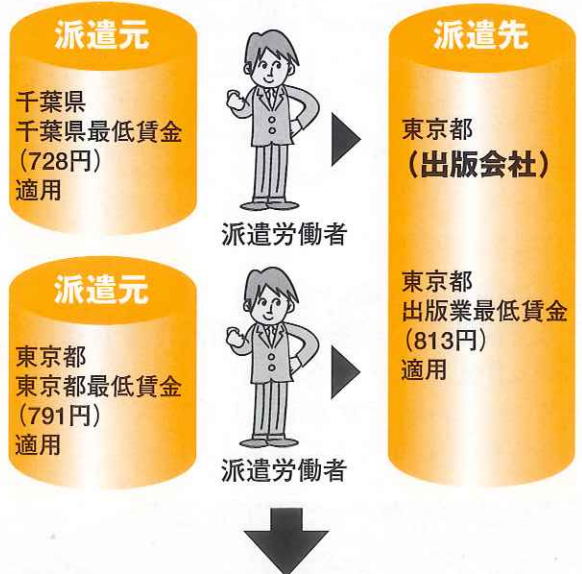 派遣元
千葉県
千葉県最低賃金
(728円)
適用
派遣労働者
派遣元
東京都
東京都最低賃金
(791円)
適用
派遣労働者
派遣先
東京都
(出版会社)
東京都
出版業最低賃金
(813円)
適用